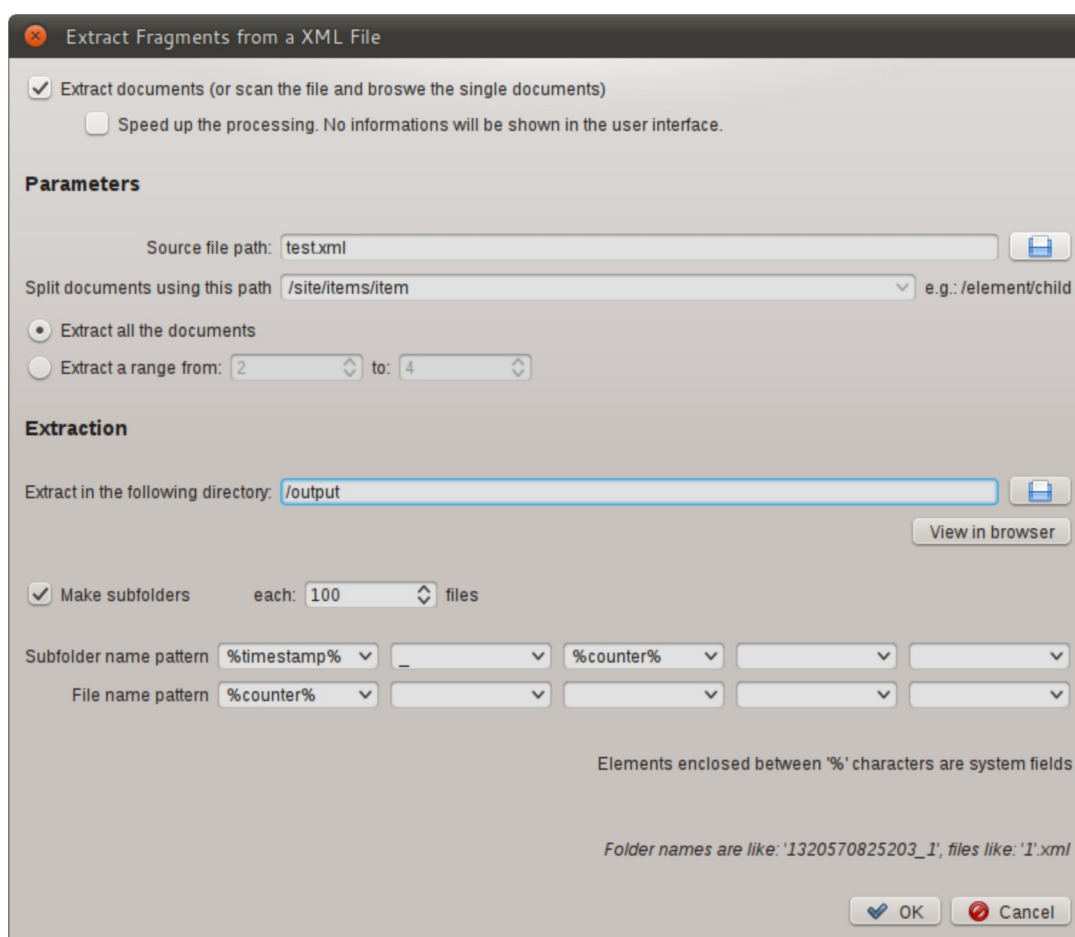 Extract Fragments from a XML File
Extract documents (or scan the file and broswe the single documents)
Speed up the processing. No informations will be shown in the user interface.
Parameters
Source file path: test.xml
Split documents using this path /site/items/item e.g.: /element/child
Extract all the documents
Extract a range from: 2 to: 4
Extraction
Extract in the following directory: /output
View in browser
Make subfolders each: 100 files
Subfolder name pattern %timestamp% _ %counter%
File name pattern %counter%
Elements enclosed between '%' characters are system fields
Folder names are like: '1320570825203_1', files like: '1'.xml
OK Cancel